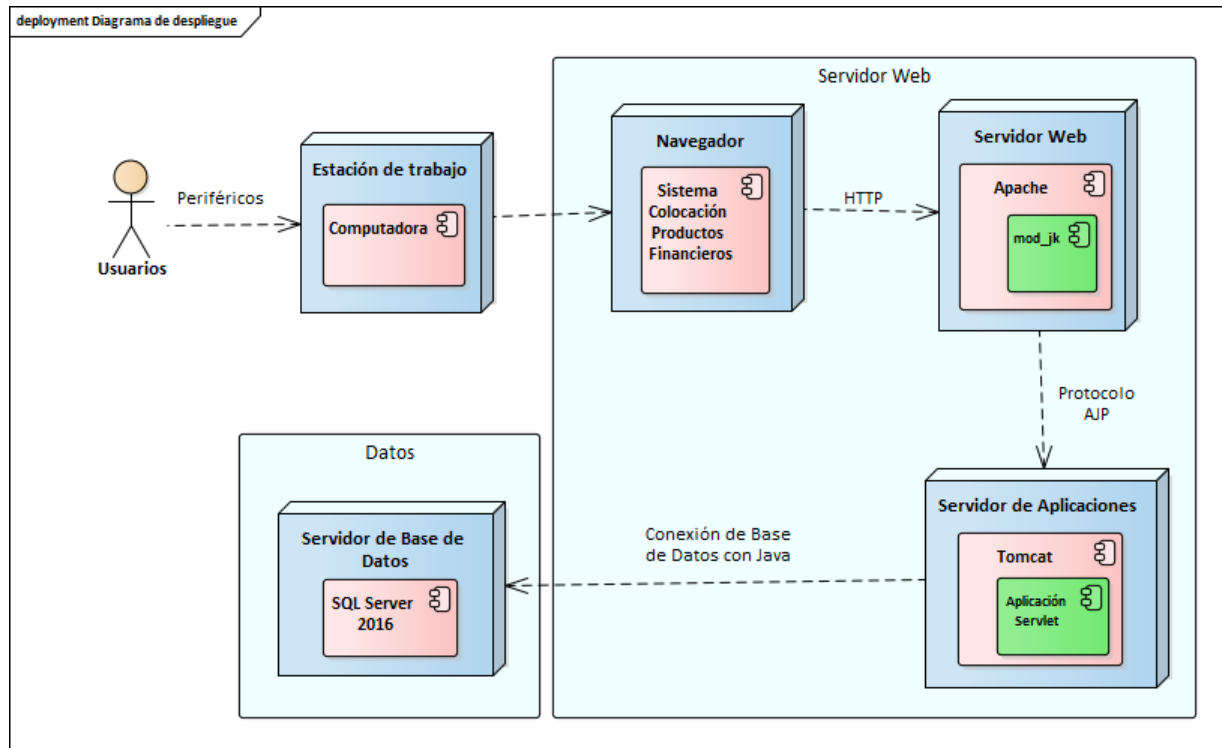 deployment Diagrama de despliegue
Servidor Web
Usuarios
Periféricos
Estación de trabajo
Computadora
Navegador
Sistema
Colocación
Productos
Financieros
HTTP
Servidor Web
Apache
mod_jk
Protocolo
AJP
Servidor de Aplicaciones
Tomcat
Aplicación
Servlet
Conexión de Base
de Datos con Java
Datos
Servidor de Base de
Datos
SQL Server
2016